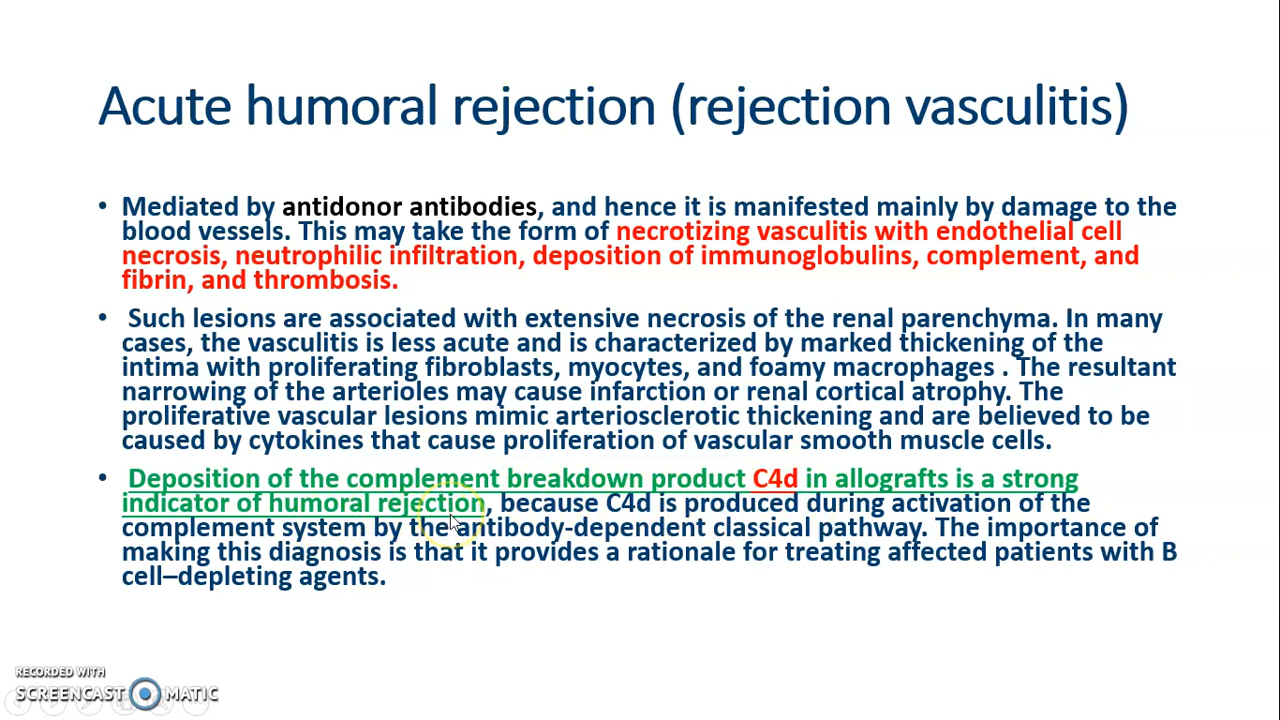 Acute humoral rejection (rejection vasculitis)
• Mediated by antidonor antibodies, and hence it is manifested mainly by damage to the
blood vessels. This may take the form of necrotizing vasculitis with endothelial cell
necrosis, neutrophilic infiltration, deposition of immunoglobulins, complement, and
fibrin, and thrombosis.
• Such lesions are associated with extensive necrosis of the renal parenchyma. In many
cases, the vasculitis is less acute and is characterized by marked thickening of the
intima with proliferating fibroblasts, myocytes, and foamy macrophages . The resultant
narrowing of the arterioles may cause infarction or renal cortical atrophy. The
proliferative vascular lesions mimic arteriosclerotic thickening and are believed to be
caused by cytokines that cause proliferation of vascular smooth muscle cells.
• Deposition of the complement breakdown product C4d in allografts is a strong
indicator of humoral rejection, because C4d is produced during activation of the
complement system by the antibody-dependent classical pathway. The importance of
making this diagnosis is that it provides a rationale for treating affected patients with B
cell–depleting agents.
RECORDED WITH
SCREENCAST MATIC